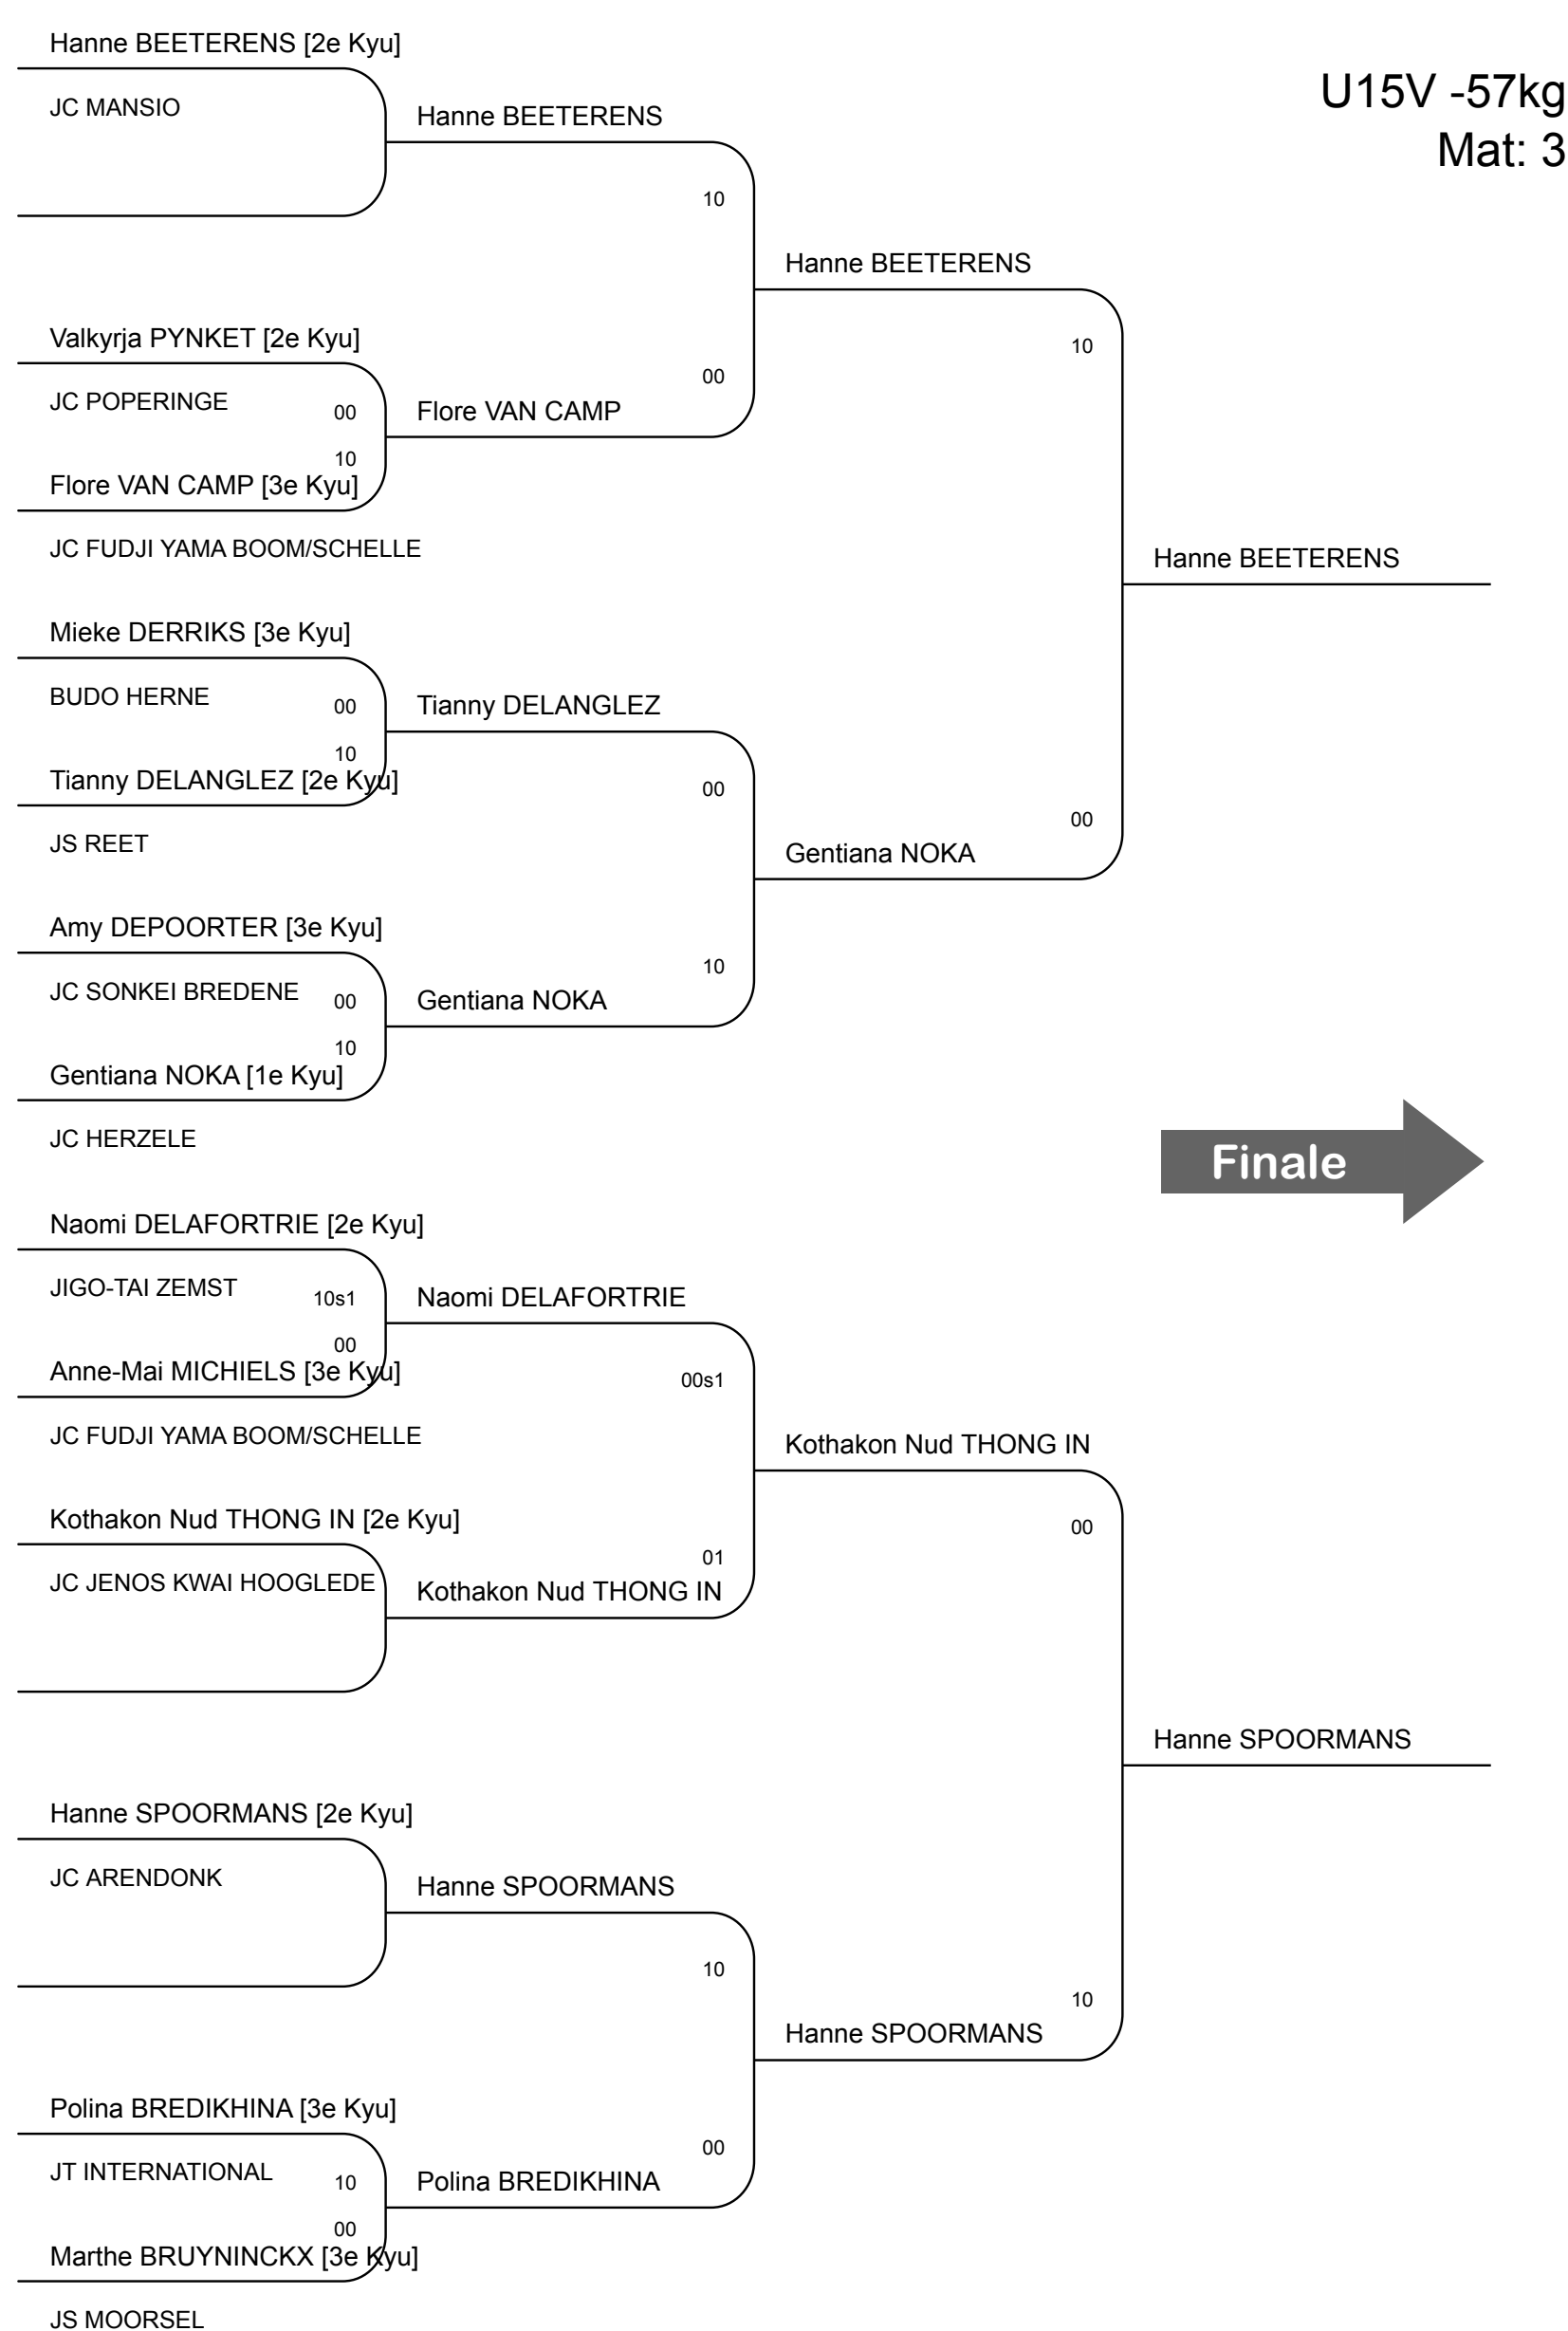 Hanne BEETERENS [2e Kyu]
U15V -57kg
JC MANSIO
Hanne BEETERENS
Mat: 3
10
Hanne BEETERENS
Valkyrja PYNKET [2e Kyu]
10
00
JC POPERINGE
00
Flore VAN CAMP
10
Flore VAN CAMP [3e Kyu]
JC FUDJI YAMA BOOM/SCHELLE
Hanne BEETERENS
Mieke DERRIKS [3e Kyu]
BUDO HERNE
00
Tianny DELANGLEZ
10
Tianny DELANGLEZ [2e Kyu]
00
00
JS REET
Gentiana NOKA
Amy DEPOORTER [3e Kyu]
10
JC SONKEI BREDENE
00
Gentiana NOKA
10
Gentiana NOKA [1e Kyu]
JC HERZELE
Finale
Naomi DELAFORTRIE [2e Kyu]
JIGO-TAI ZEMST
10s1
Naomi DELAFORTRIE
00
Anne-Mai MICHIELS [3e Kyu]
00s1
JC FUDJI YAMA BOOM/SCHELLE
Kothakon Nud THONG IN
Kothakon Nud THONG IN [2e Kyu]
00
01
JC JENOS KWAI HOOGLEDE
Kothakon Nud THONG IN
Hanne SPOORMANS
Hanne SPOORMANS [2e Kyu]
JC ARENDONK
Hanne SPOORMANS
10
10
Hanne SPOORMANS
Polina BREDIKHINA [3e Kyu]
00
JT INTERNATIONAL
10
Polina BREDIKHINA
00
Marthe BRUYNINCKX [3e Kyu]
JS MOORSEL